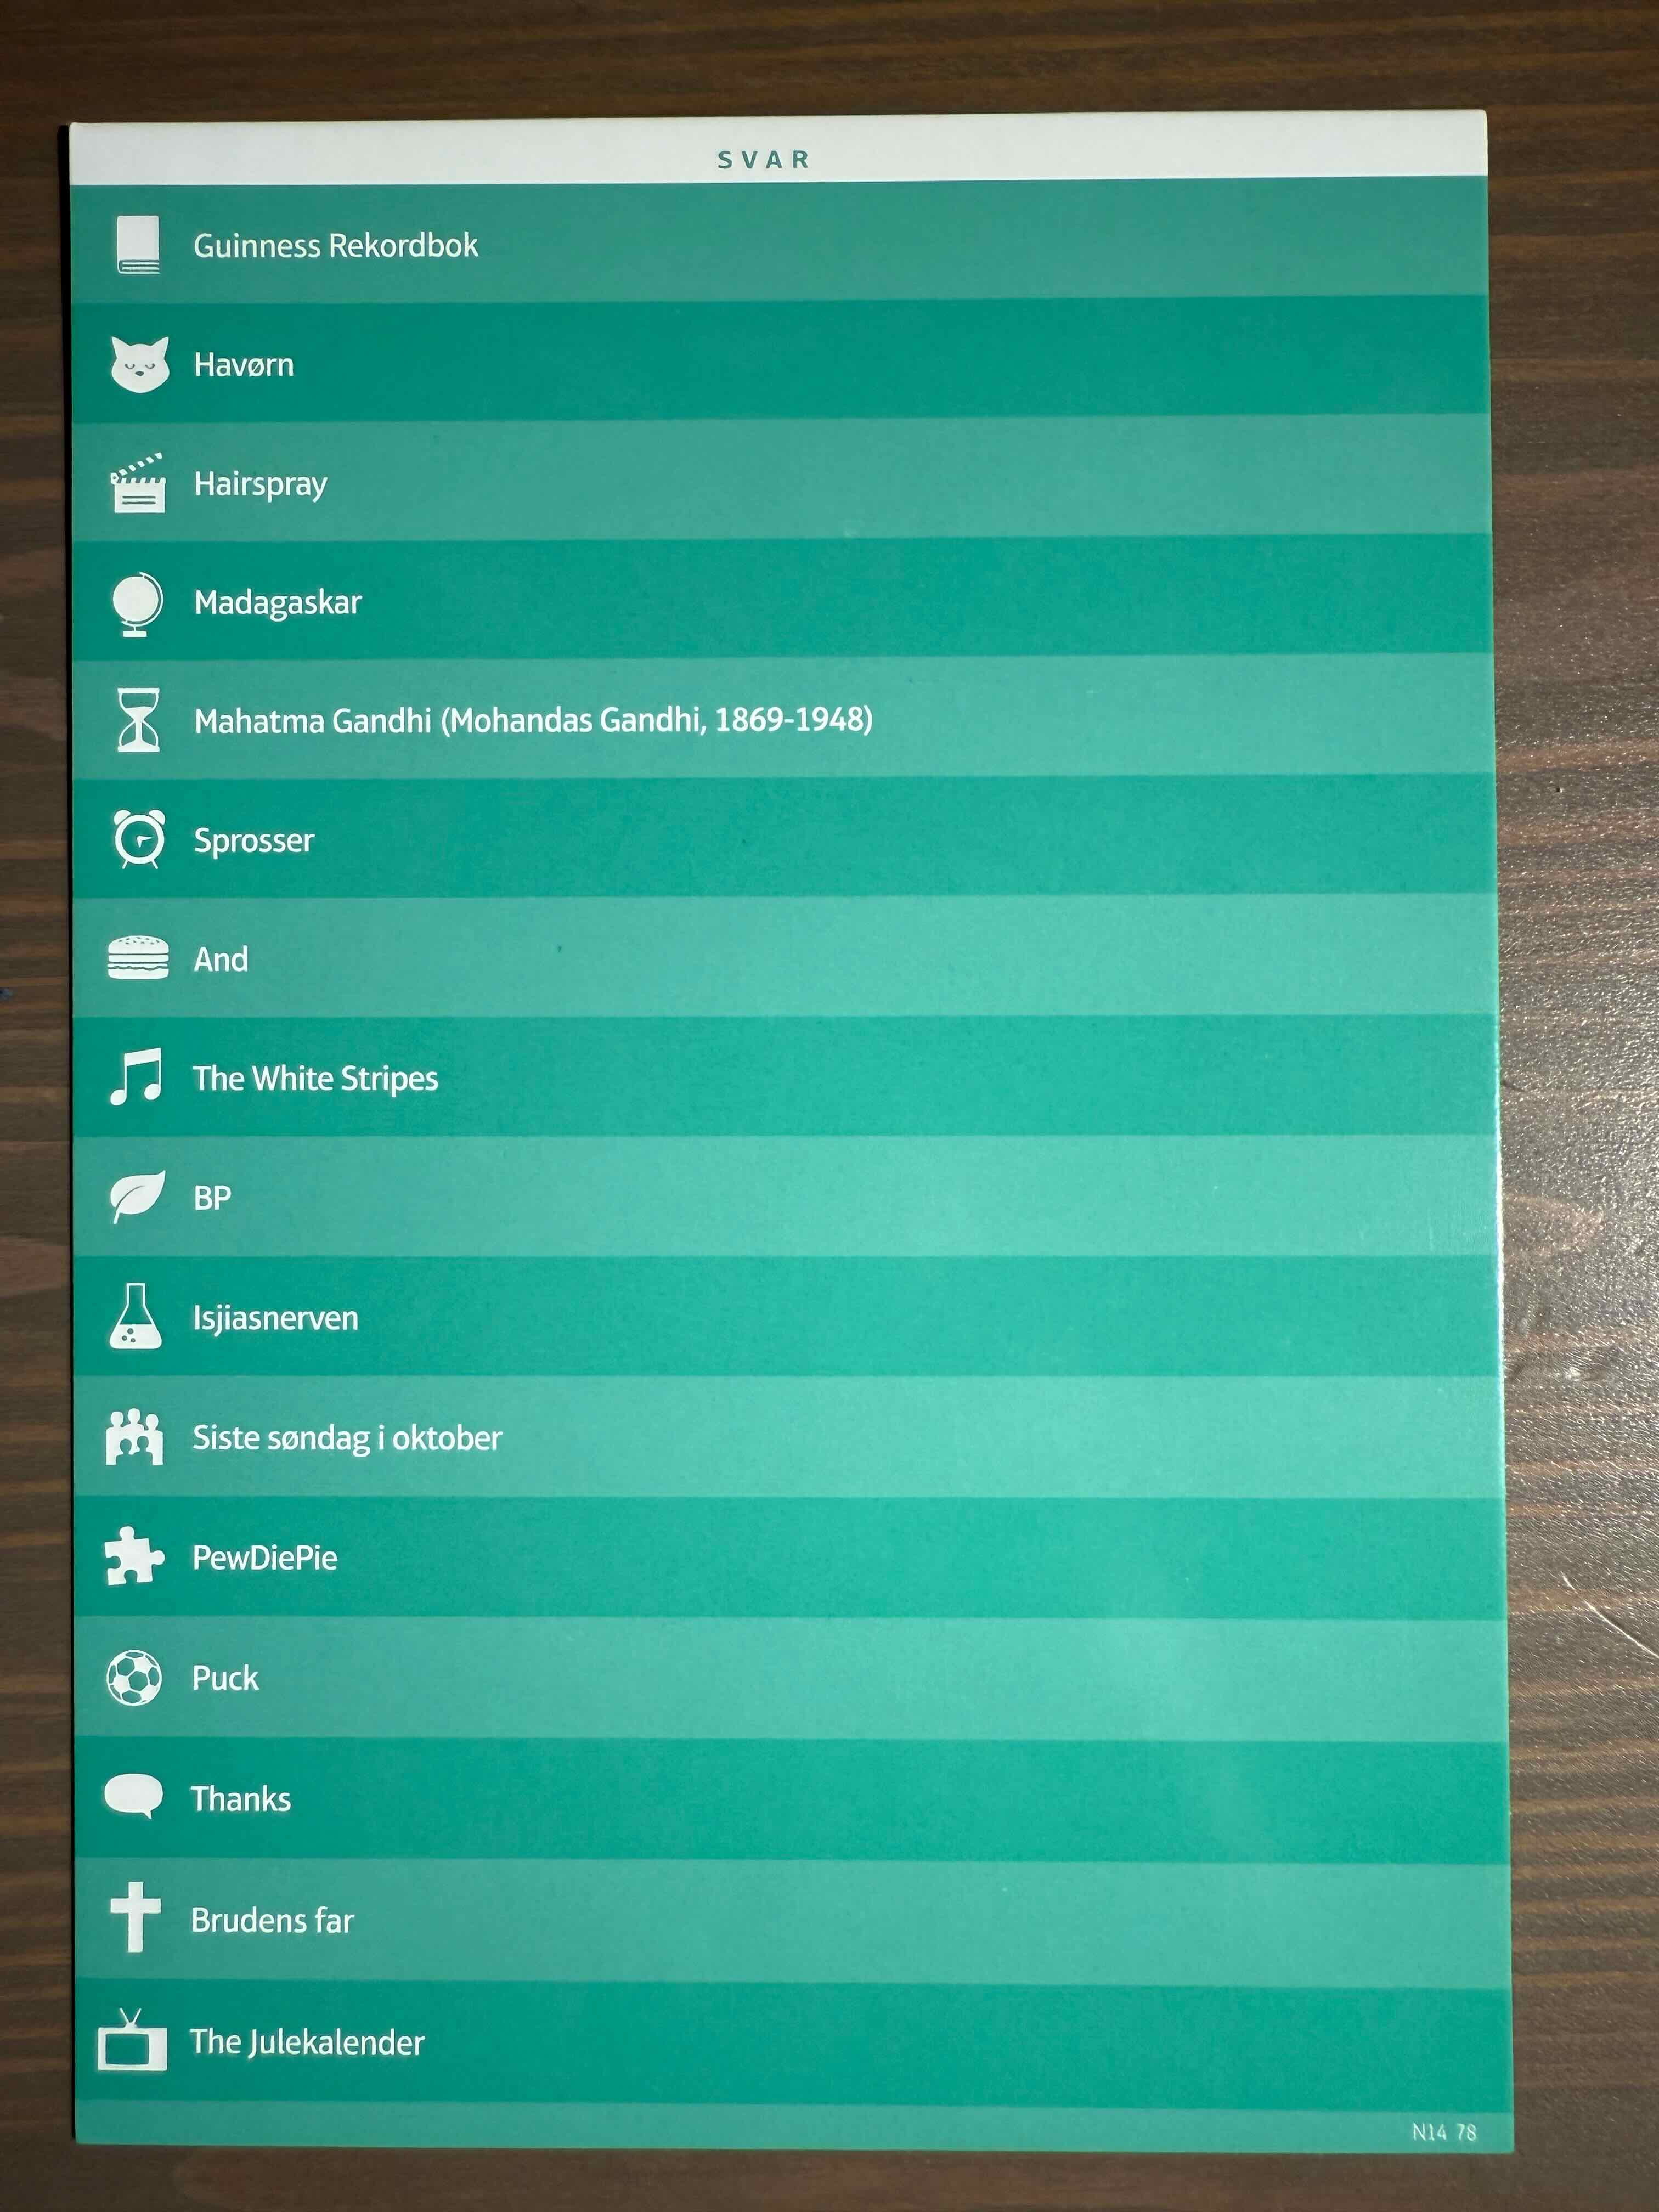 SVAR
Guinness Rekordbok
Havørn
Hairspray
Madagaskar
Mahatma Gandhi (Mohandas Gandhi, 1869-1948)
Sprosser
And
The White Stripes
BP
Isjiasnerven
Siste søndag i oktober
PewDiePie
Puck
Thanks
Brudens far
The Julekalender
N14 78